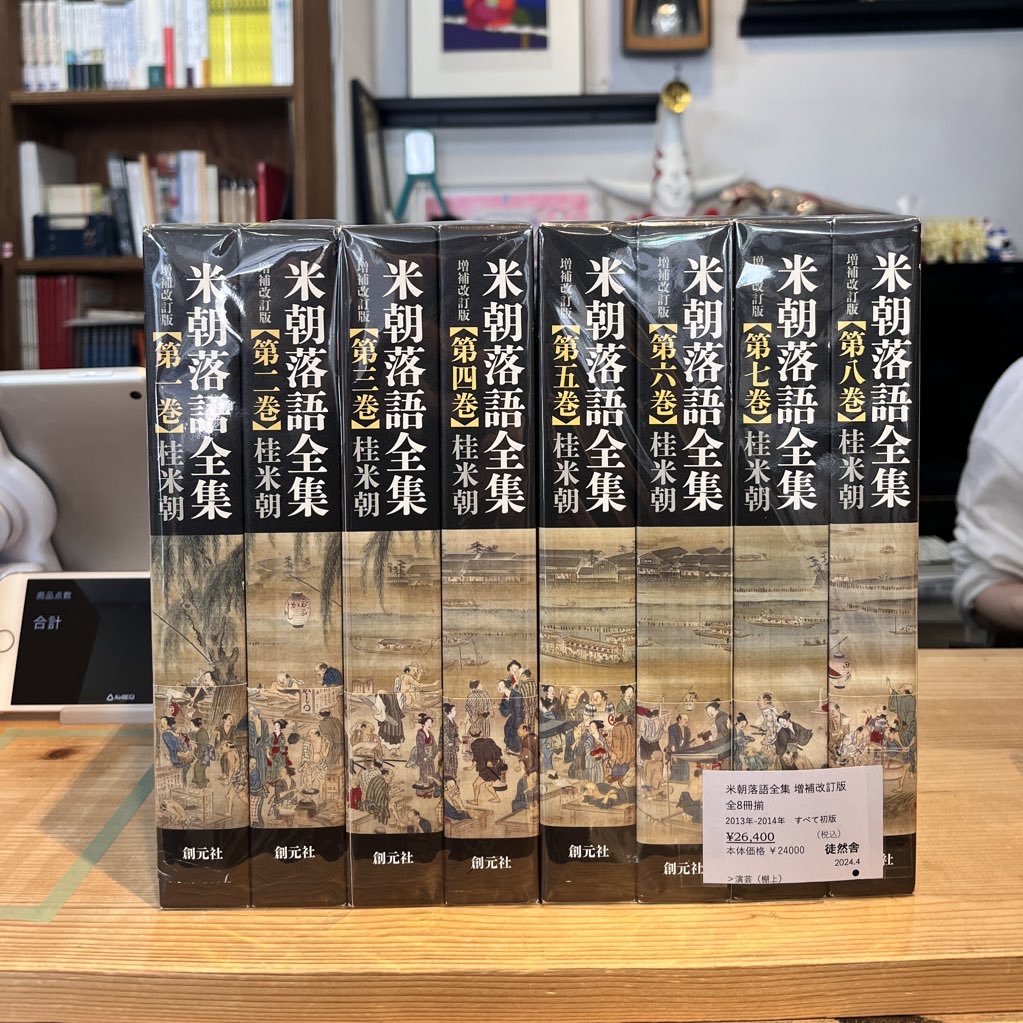 増補改訂版
米朝落語全集
【第一巻】桂米朝
創元社
増補改訂版
米朝落語全集
【第二巻】桂米朝
創元社
増補改訂版
米朝落語全集
【第三巻】桂米朝
創元社
増補改訂版
米朝落語全集
【第四巻】桂米朝
創元社
増補改訂版
米朝落語全集
【第五巻】桂米朝
創元社
増補改訂版
米朝落語全集
【第六巻】桂米朝
創元社
増補改訂版
米朝落語全集
【第七巻】桂米朝
増補改訂版
米朝落語全集
【第八巻】桂米朝
米朝落語全集 増補改訂版
全8冊揃
2013年-2014年 すべて初版
¥26,400 (税込)
本体価格 ¥24000 徒然舎
2024.4
>演芸(棚上)
商品点数
合計
AirREGI